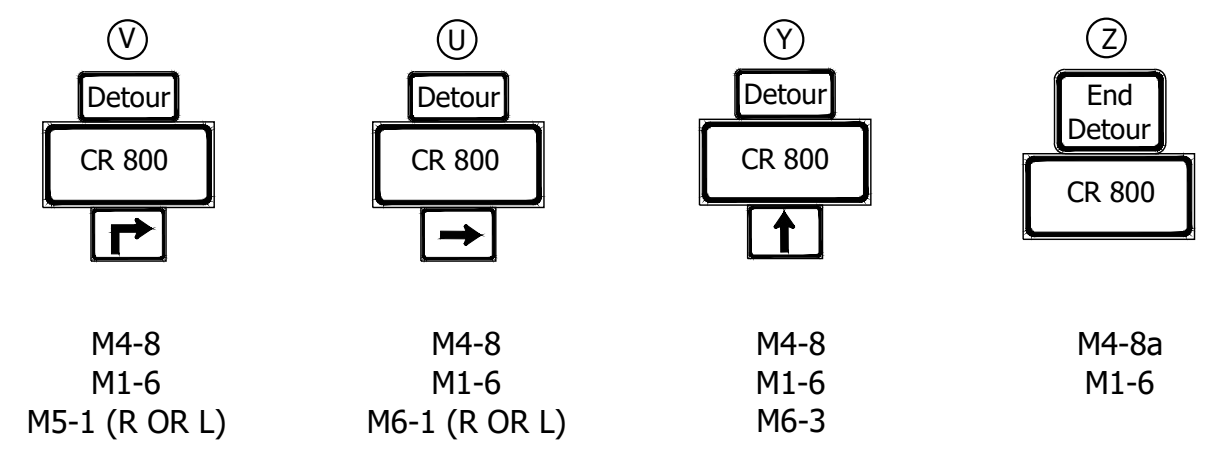 V
Detour
CR 800
M4-8
M1-6
M5-1 (R OR L)
U
Detour
CR 800
M4-8
M1-6
M6-1 (R OR L)
Y
Detour
CR 800
M4-8
M1-6
M6-3
Z
End
Detour
CR 800
M4-8a
M1-6